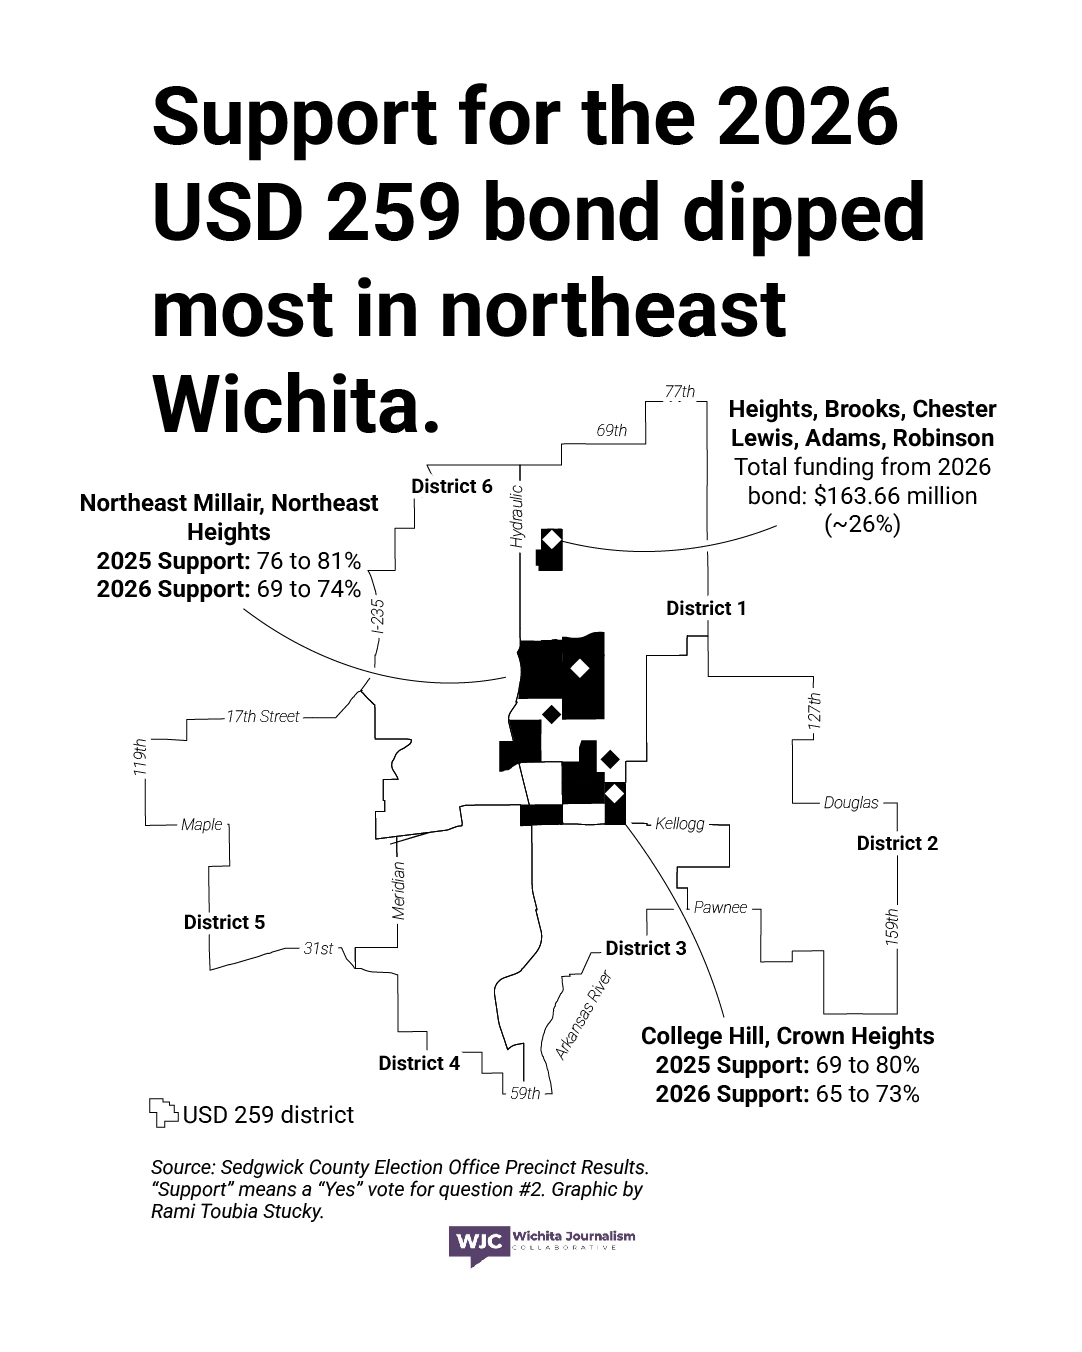 Support for the 2026
USD 259 bond dipped
most in northeast
Wichita.
77th
69th
Heights, Brooks, Chester
Lewis, Adams, Robinson
Total funding from 2026
bond: $163.66 million
(~26%)
District 6
Hydraulic
Northeast Millair, Northeast
Heights
2025 Support: 76 to 81%
2026 Support: 69 to 74%
I-235
District 1
17th Street
127th
119th
Maple
Douglas
Kellogg
District 2
Meridian
Pawnee
159th
District 5
31st
District 3
Arkansas River
District 4
59th
College Hill, Crown Heights
2025 Support: 69 to 80%
2026 Support: 65 to 73%
USD 259 district
Source: Sedgwick County Election Office Precinct Results.
“Support” means a “Yes” vote for question #2. Graphic by
Rami Toubia Stucky.
WJC
Wichita Journalism
COLLABORATIVE